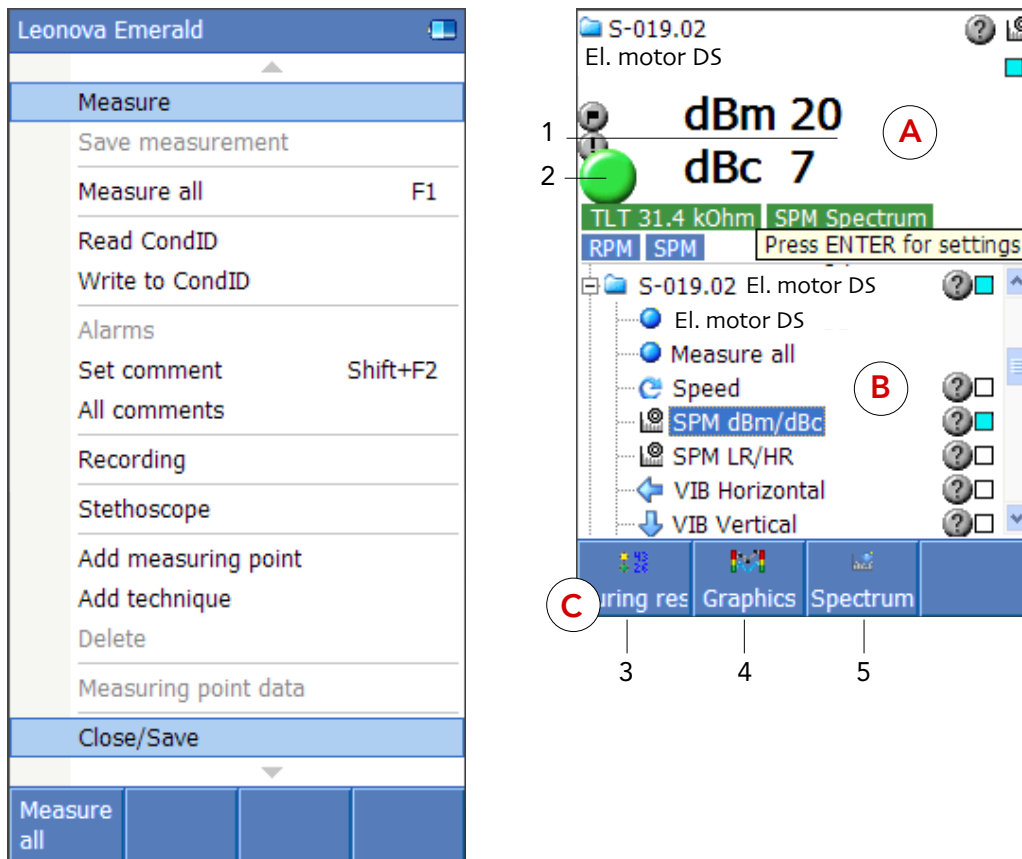 Leonova Emerald
Measure
Save measurement
Measure all F1
Read CondID
Write to CondID
Alarms
Set comment Shift+F2
All comments
Recording
Stethoscope
Add measuring point
Add technique
Delete
Measuring point data
Close/Save
Measure
all
S-019.02
El. motor DS
1
dBm 20
A
2
dBc 7
TLT 31.4 kOhm SPM Spectrum
RPM SPM Press ENTER for settings
S-019.02 El. motor DS
El. motor DS
Measure all
Speed
B
SPM dBm/dBc
SPM LR/HR
VIB Horizontal
VIB Vertical
C
uring res Graphics Spectrum
3 4 5